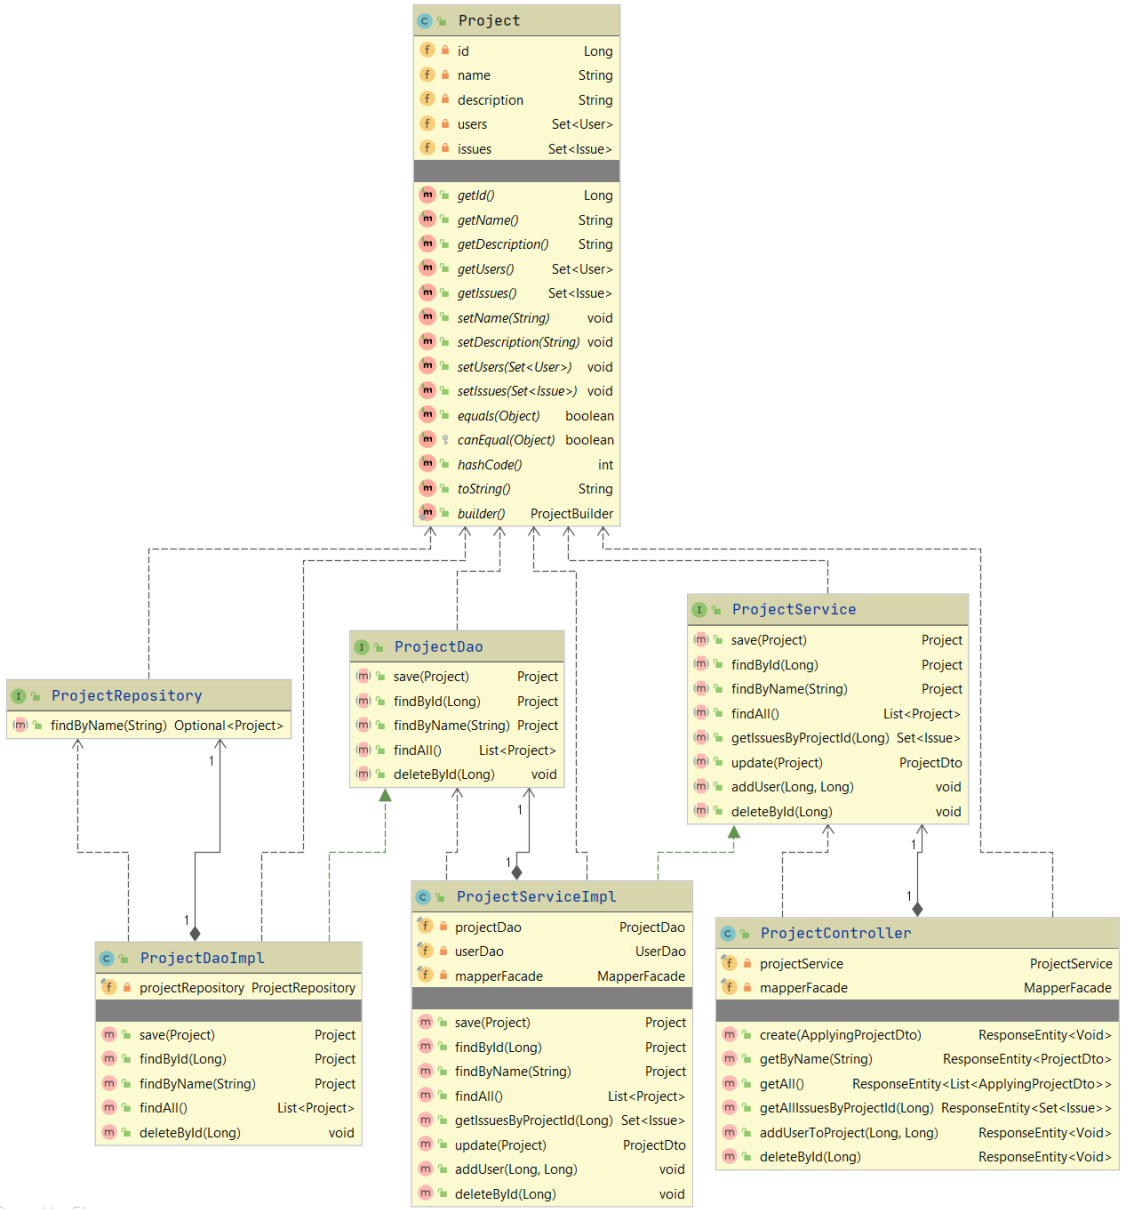 Project
id Long
name String
description String
users Set<User>
issues Set<Issue>
getId() Long
getName() String
getDescription() String
getUsers() Set<User>
getIssues() Set<Issue>
setName(String) void
setDescription(String) void
setUsers(Set<User>) void
setIssues(Set<Issue>) void
equals(Object) boolean
canEqual(Object) boolean
hashCode() int
toString() String
builder() ProjectBuilder
ProjectRepository
findByName(String) Optional<Project>
ProjectDao
save(Project) Project
findById(Long) Project
findByName(String) Project
findAll() List<Project>
deleteById(Long) void
ProjectService
save(Project) Project
findById(Long) Project
findByName(String) Project
findAll() List<Project>
getIssuesByProjectId(Long) Set<Issue>
update(Project) ProjectDto
addUser(Long, Long) void
deleteById(Long) void
1
1
1
1
1
1
ProjectDaoImpl
projectRepository ProjectRepository
save(Project) Project
findById(Long) Project
findByName(String) Project
findAll() List<Project>
deleteById(Long) void
ProjectServiceImpl
projectDao ProjectDao
userDao UserDao
mapperFacade MapperFacade
save(Project) Project
findById(Long) Project
findByName(String) Project
findAll() List<Project>
getIssuesByProjectId(Long) Set<Issue>
update(Project) ProjectDto
addUser(Long, Long) void
deleteById(Long) void
ProjectController
projectService ProjectService
mapperFacade MapperFacade
create(ApplyingProjectDto) ResponseEntity<Void>
getByName(String) ResponseEntity<ProjectDto>
getAll() ResponseEntity<List<ApplyingProjectDto>>
getAllIssuesByProjectId(Long) ResponseEntity<Set<Issue>>
addUserToProject(Long, Long) ResponseEntity<Void>
deleteById(Long) ResponseEntity<Void>